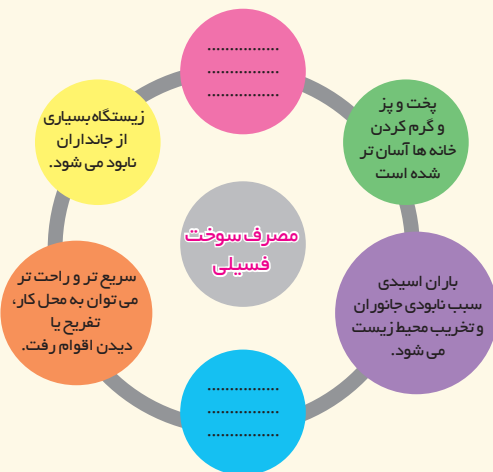 ................
................
................
پخت و پز
و گرم کردن
خانه ها آسان تر
شده است
زیستگاه بسیاری
از جانداران
نابود می شود.
مصرف سوخت
فسیلی
باران اسیدی
سبب نابودی جانوران
و تخریب محیط زیست
می شود.
سریع تر و راحت تر
می توان به محل کار،
تفریح یا
دیدن اقوام رفت.
................
................
................